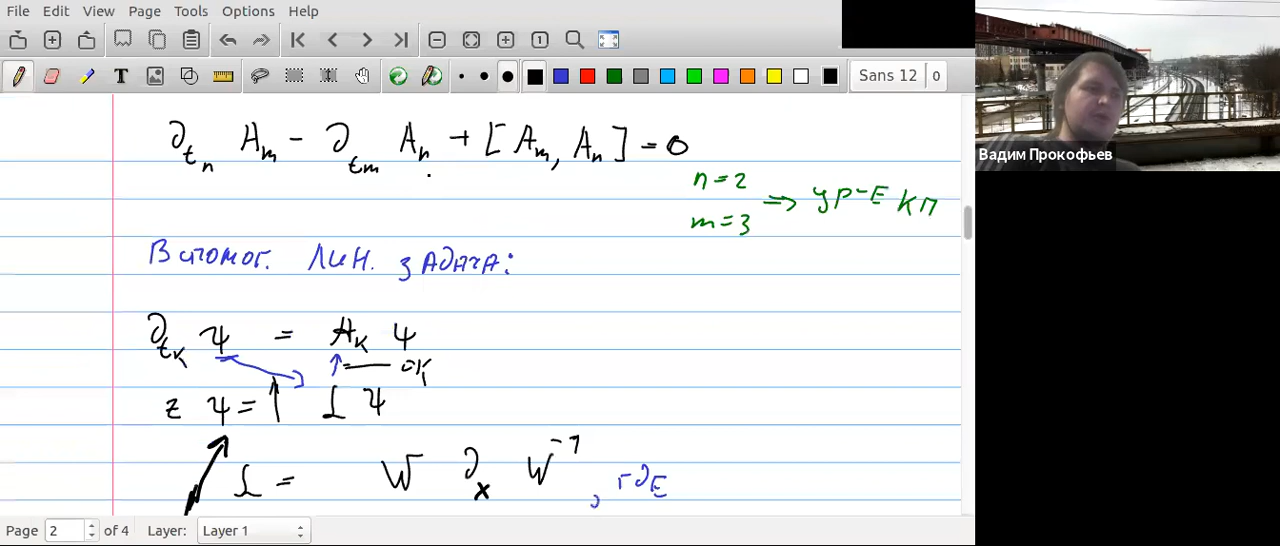 File Edit View Page Tools Options Help
Sans 12 0
∂tn Am − ∂tm An + [Am, An] = 0
n=2
m=3 ⇒ ур-е КП
Вспомог. лин. задача:
∂tk ψ = Ak ψ
ок
z ψ = L ψ
L = W ∂x W⁻¹, где
Page 2 of 4 Layer: Layer 1
Вадим Прокофьев